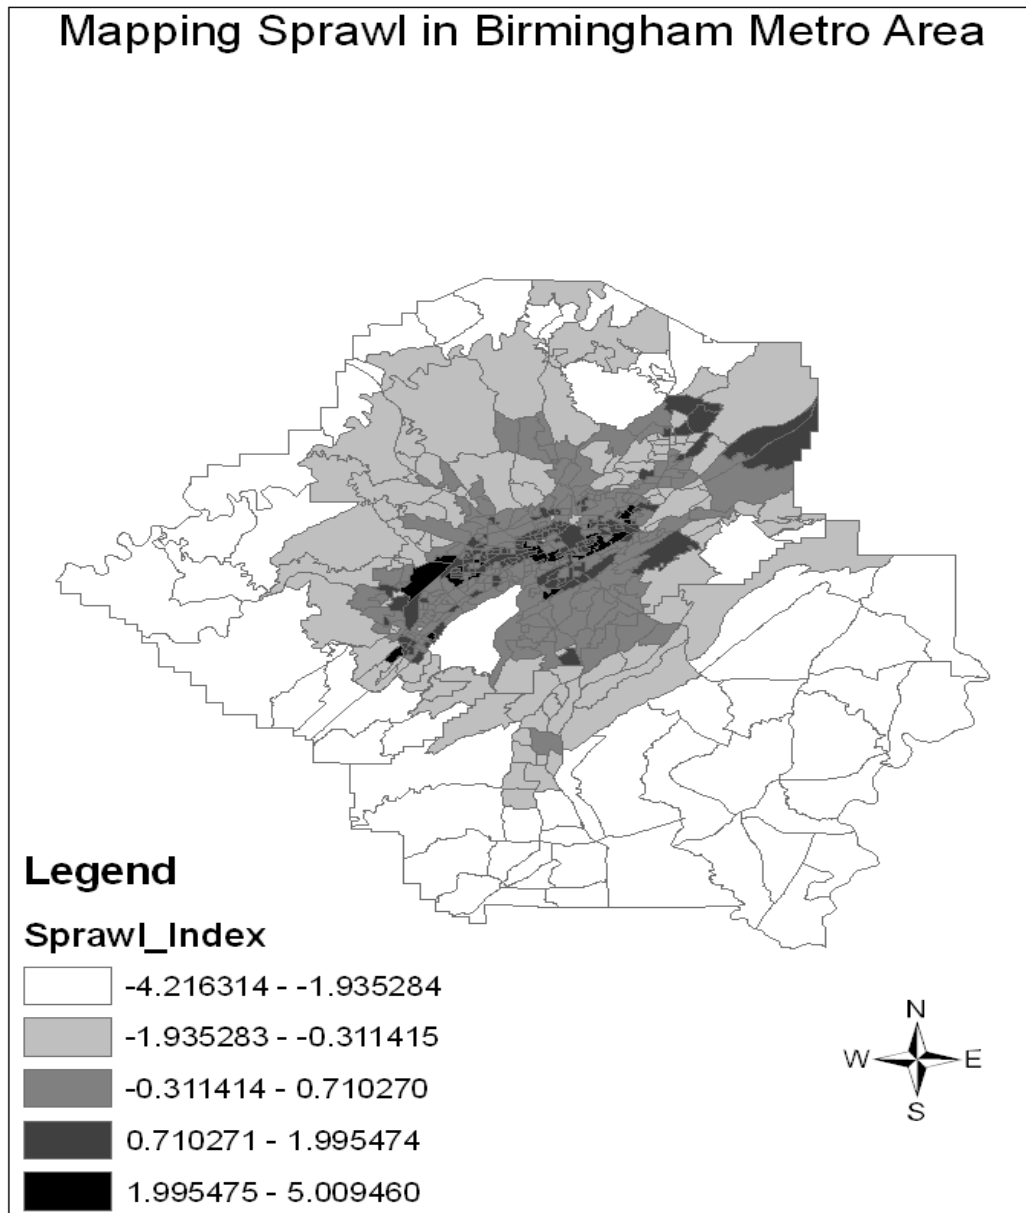 Mapping Sprawl in Birmingham Metro Area
Legend
Sprawl_Index
-4.216314 - -1.935284
-1.935283 - -0.311415
-0.311414 - 0.710270
0.710271 - 1.995474
1.995475 - 5.009460
N
W E
S